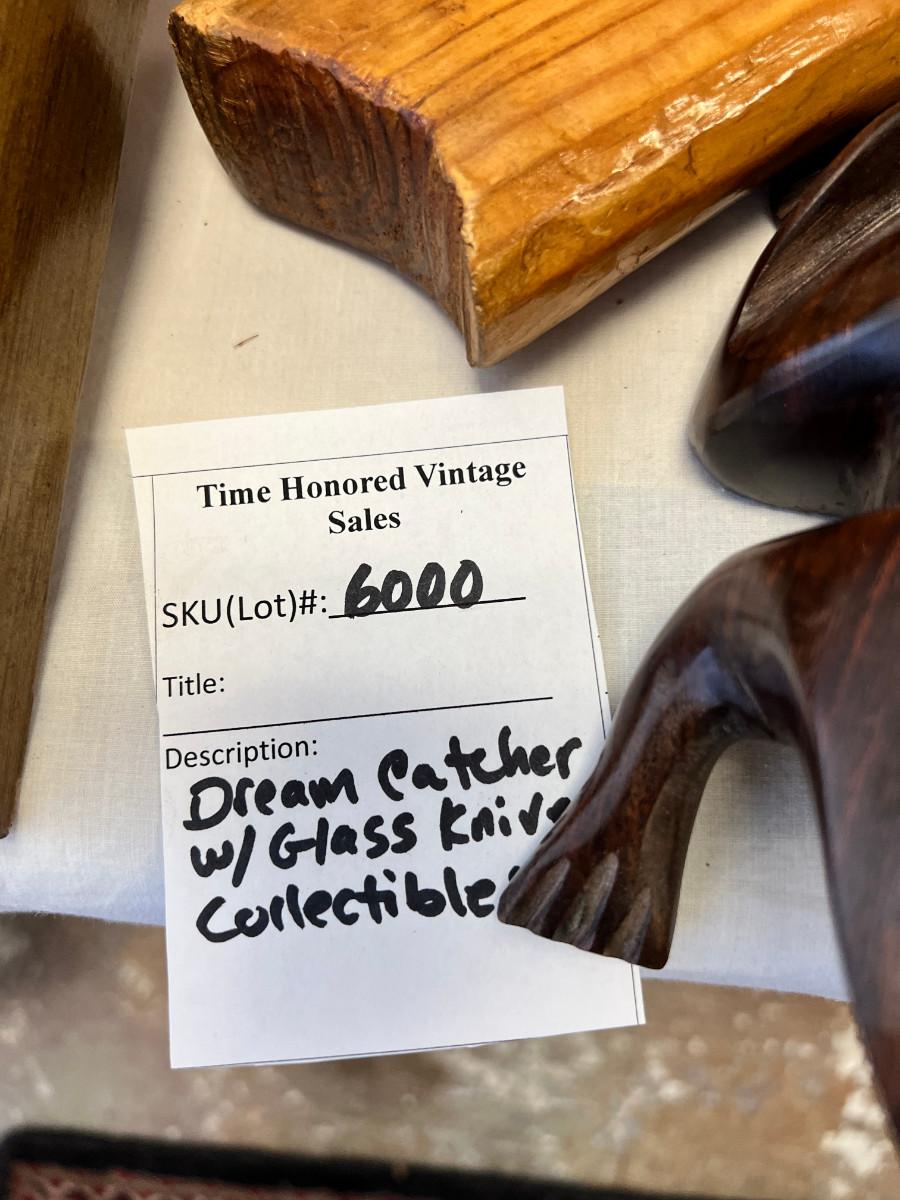 Time Honored Vintage
Sales
SKU(Lot)#: 6000
Title:
Description:
Dream Catcher
w/ Glass Knive
Collectible